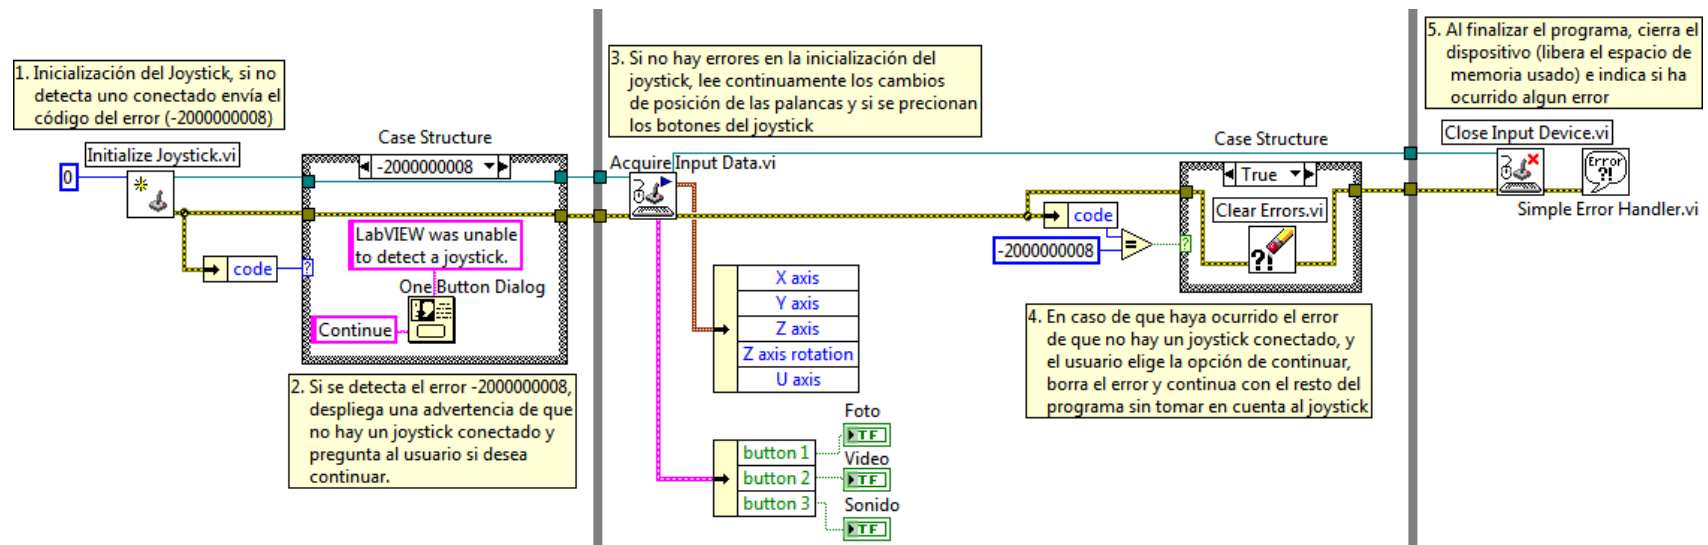 1. Inicialización del Joystick, si no
detecta uno conectado envía el
código del error (-2000000008)
Initialize Joystick.vi
0
code
Case Structure
-2000000008
?
LabVIEW was unable
to detect a joystick.
One Button Dialog
Continue
2. Si se detecta el error -2000000008,
despliega una advertencia de que
no hay un joystick conectado y
pregunta al usuario si desea
continuar.
3. Si no hay errores en la inicialización del
joystick, lee continuamente los cambios
de posición de las palancas y si se precionan
los botones del joystick
Acquire Input Data.vi
X axis
Y axis
Z axis
Z axis rotation
U axis
button 1
button 2
button 3
Foto
TF
Video
TF
Sonido
TF
code
-2000000008
=
Case Structure
True
?
Clear Errors.vi
?!
4. En caso de que haya ocurrido el error
de que no hay un joystick conectado, y
el usuario elige la opción de continuar,
borra el error y continua con el resto del
programa sin tomar en cuenta al joystick
5. Al finalizar el programa, cierra el
dispositivo (libera el espacio de
memoria usado) e indica si ha
ocurrido algun error
Close Input Device.vi
Error
?!
Simple Error Handler.vi